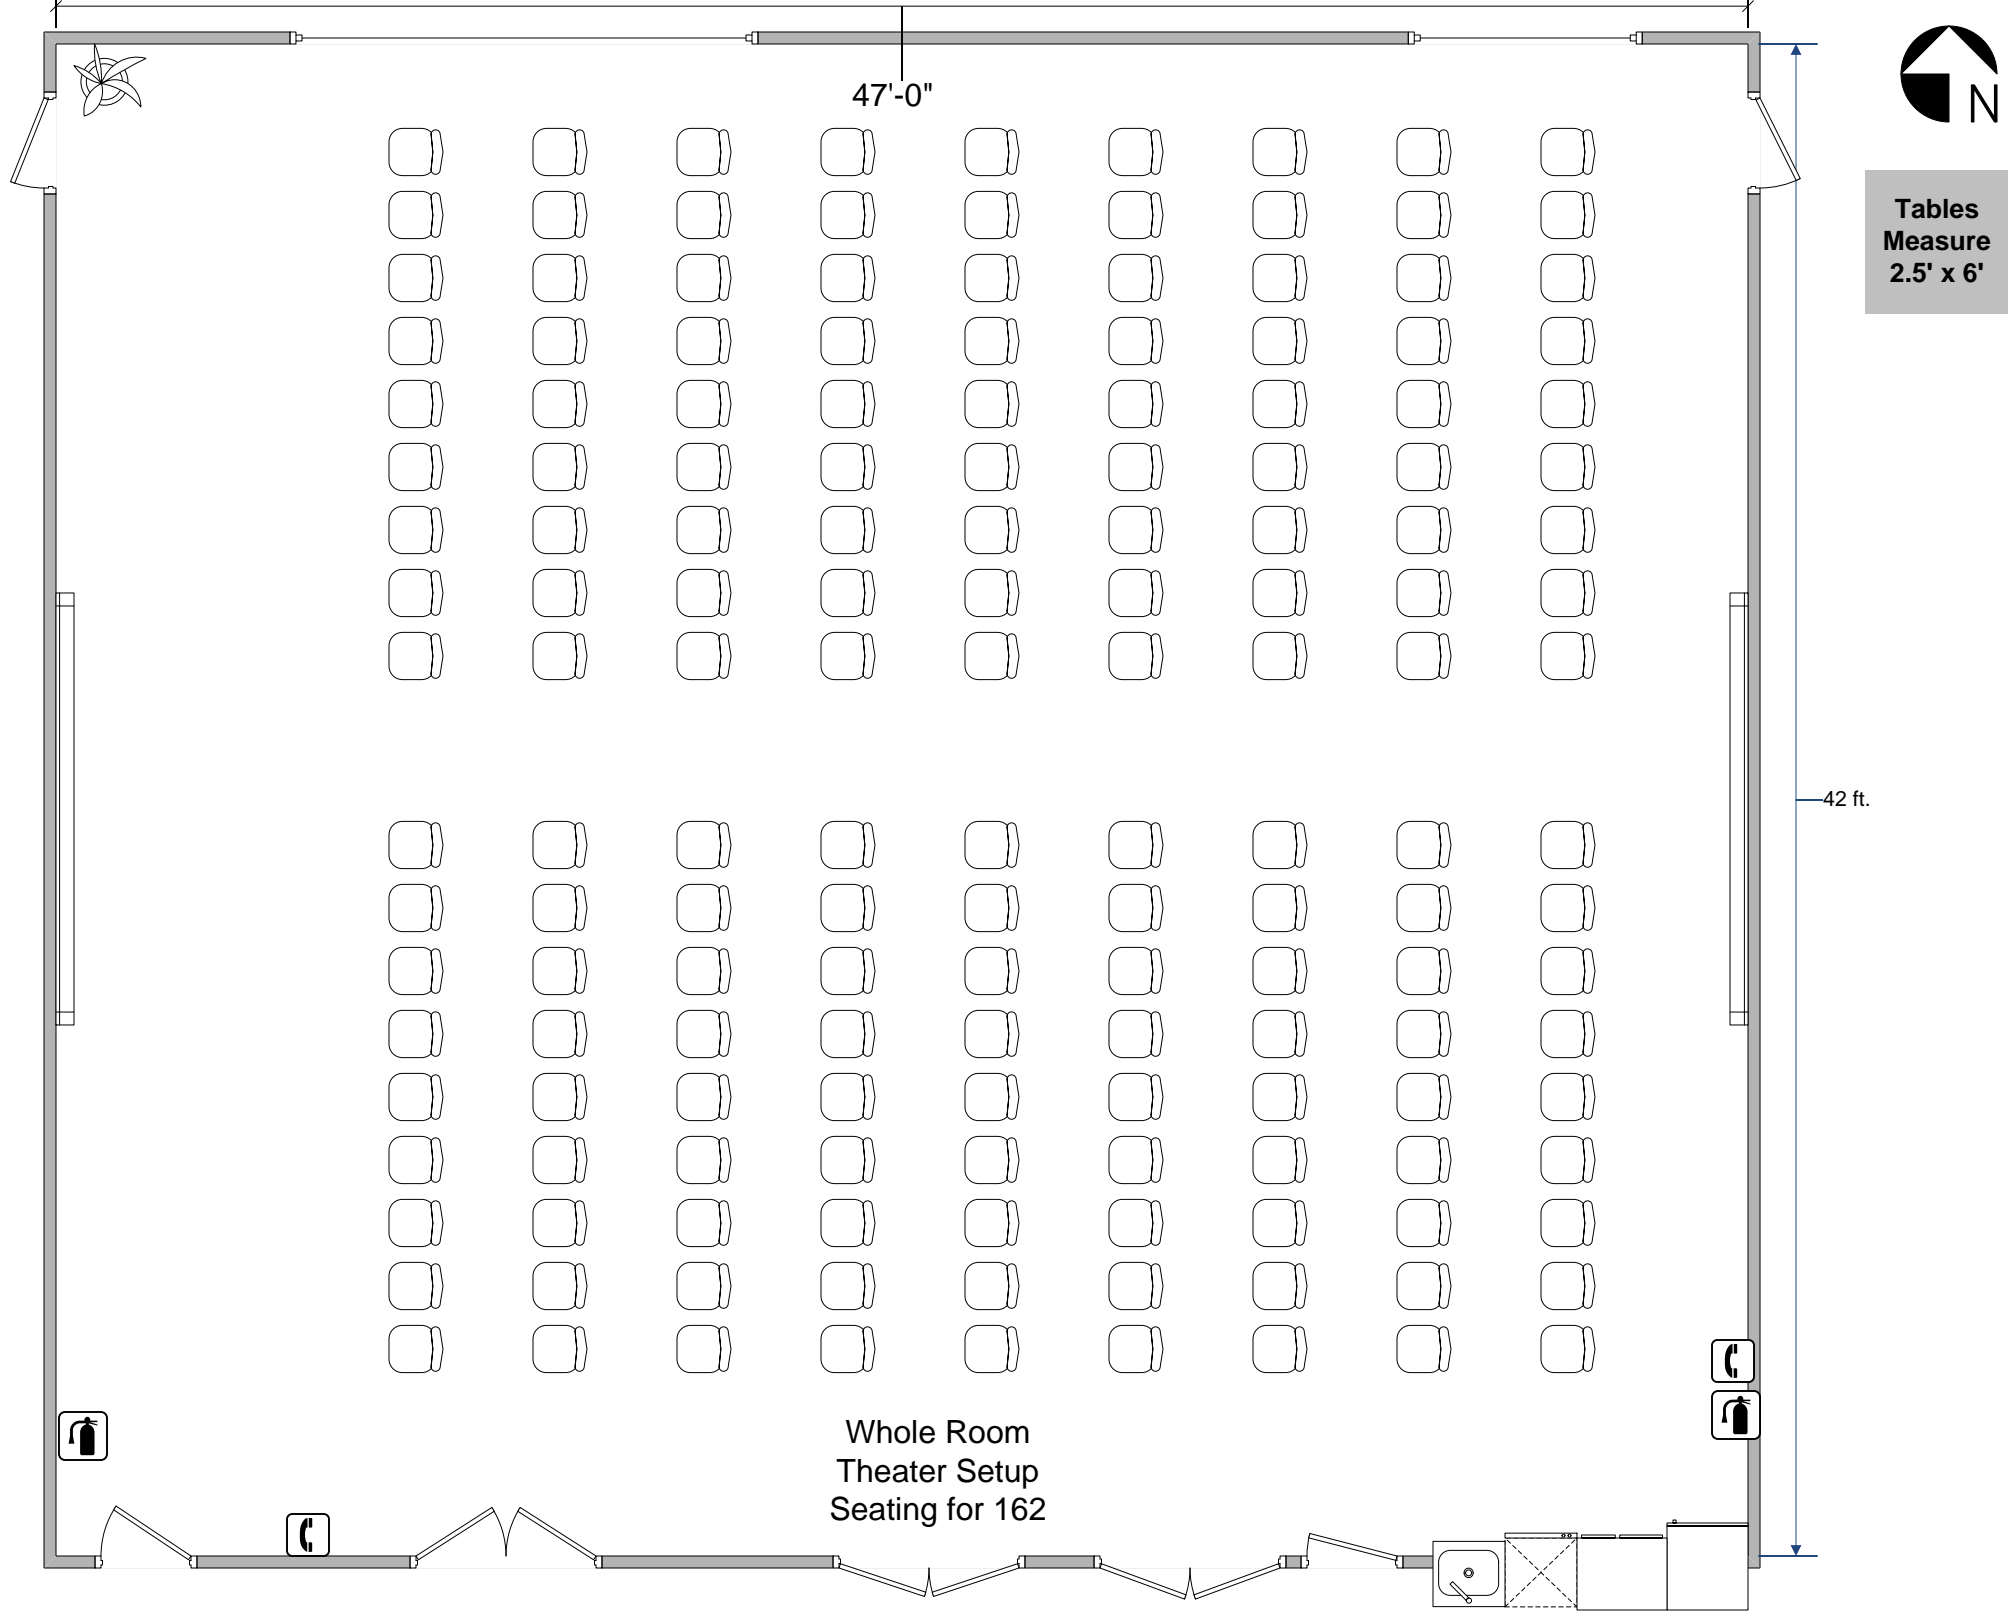 47'-0"
N
Tables
Measure
2.5' x 6'
42 ft.
Whole Room
Theater Setup
Seating for 162